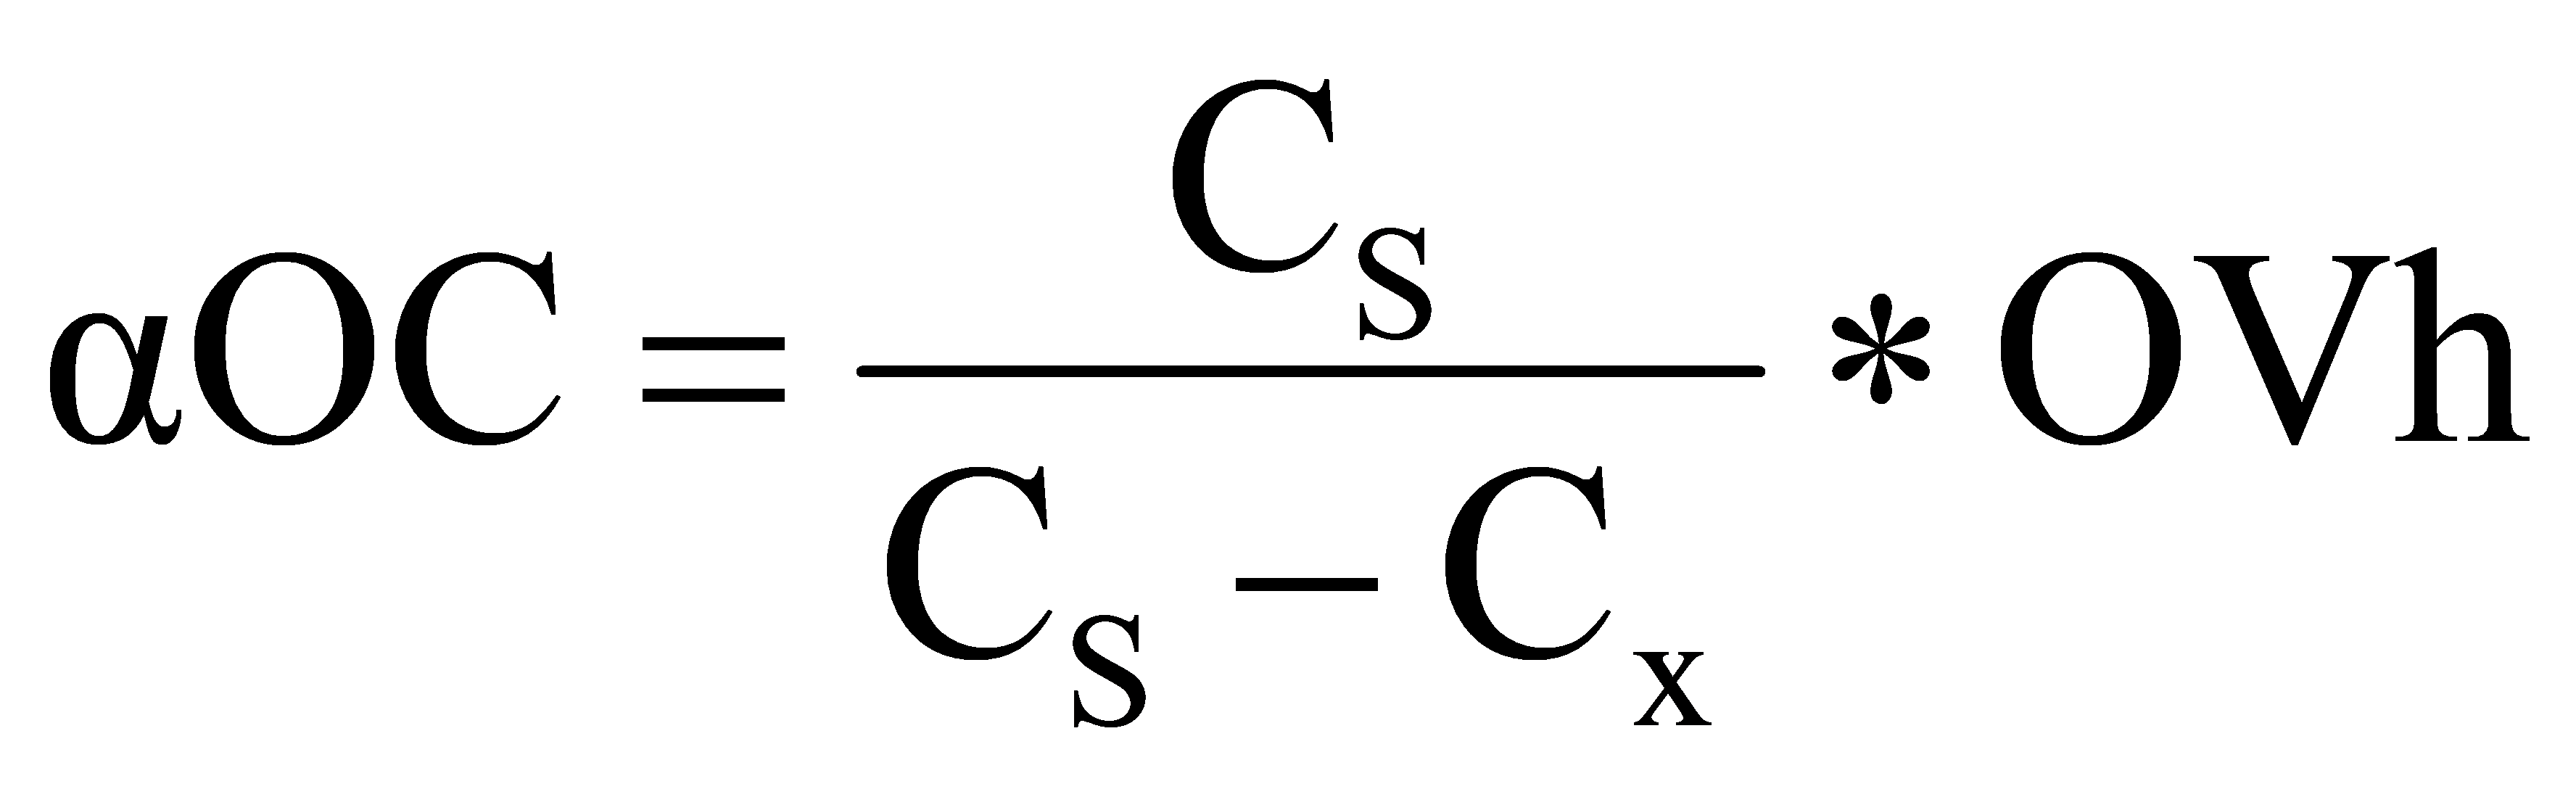 αOC = C_S / (C_S − C_x) * OVh